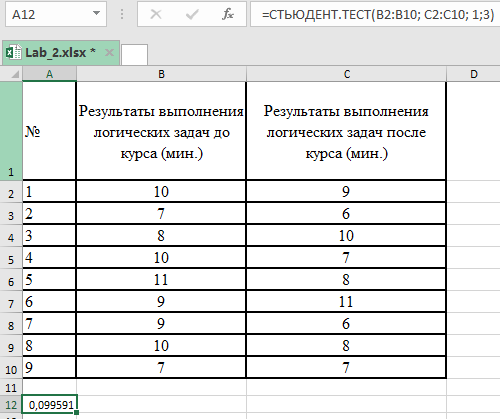 A12 =СТЬЮДЕНТ.ТЕСТ(B2:B10; C2:C10; 1;3)
Lab_2.xlsx *
A B C D
1 № Результаты выполнения логических задач до курса (мин.) Результаты выполнения логических задач после курса (мин.)
2 1 10 9
3 2 7 6
4 3 8 10
5 4 10 7
6 5 11 8
7 6 9 11
8 7 9 6
9 8 10 8
10 9 7 7
11
12 0,099591